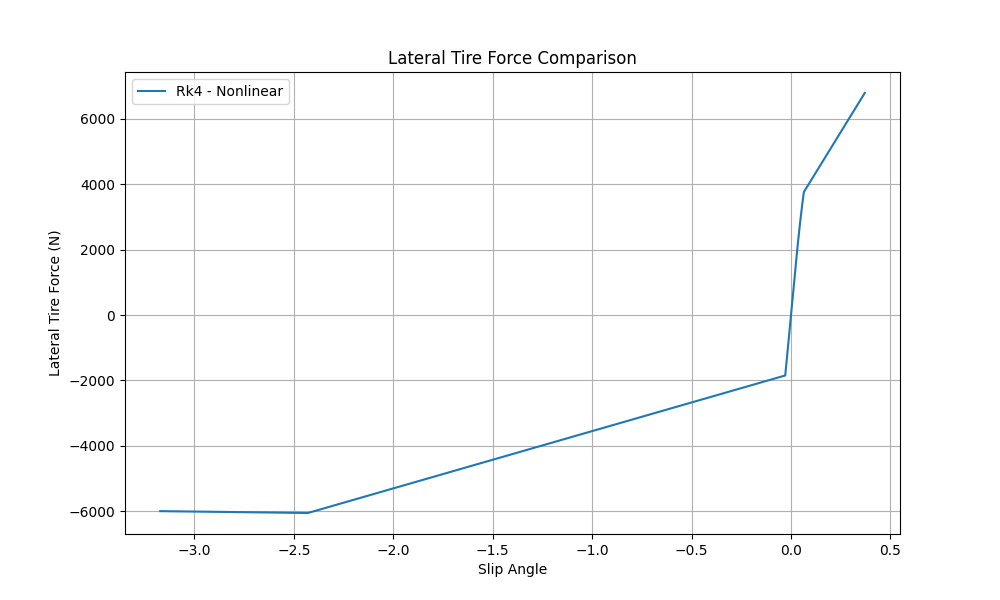 Lateral Tire Force Comparison
Rk4 - Nonlinear
Lateral Tire Force (N)
6000
4000
2000
0
−2000
−4000
−6000
−3.0 −2.5 −2.0 −1.5 −1.0 −0.5 0.0 0.5
Slip Angle